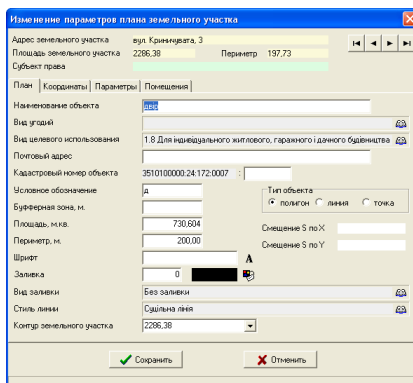 Изменение параметров плана земельного участка
Адрес земельного участка вул. Криничувата, 3
Площадь земельного участка 2286,38 Периметр 197,73
Субъект права
План Координаты Параметры Помещения
Наименование объекта двір
Вид угодий
Вид целевого использования 1.8 Для індивідуального житлового, гаражного і дачного будівництва
Почтовый адрес
Кадастровый номер объекта 3510100000:24:172:0007 :
Условное обозначение д Тип объекта
Буфферная зона, м. полигон линия точка
Площадь, м.кв. 730,604 Смещение S по X
Периметр, м. 200,00 Смещение S по Y
Шрифт A
Заливка 0
Вид заливки Без заливки
Стиль линии Суцільна лінія
Контур земельного участка 2286,38
Сохранить Отменить